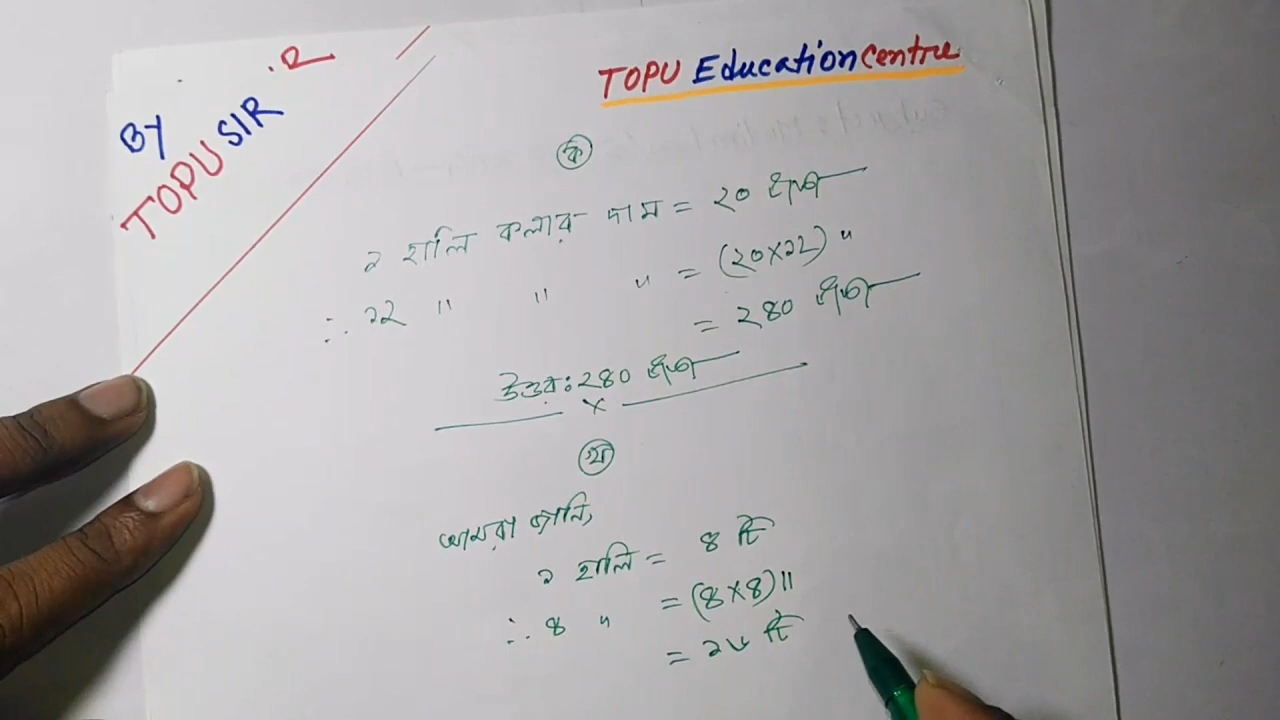 .2
BY
TOPU SIR
TOPU Education Centre
ক
১ হালি কলার দাম = ২০ টাকা
∴ ১২ " " " = (২০×১২) "
= ২৪০ টাকা
উত্তর: ২৪০ টাকা
×
খ
আমরা জানি,
১ হালি = ৪ টি
∴ ৪ " = (৪×৪) "
= ১৬ টি